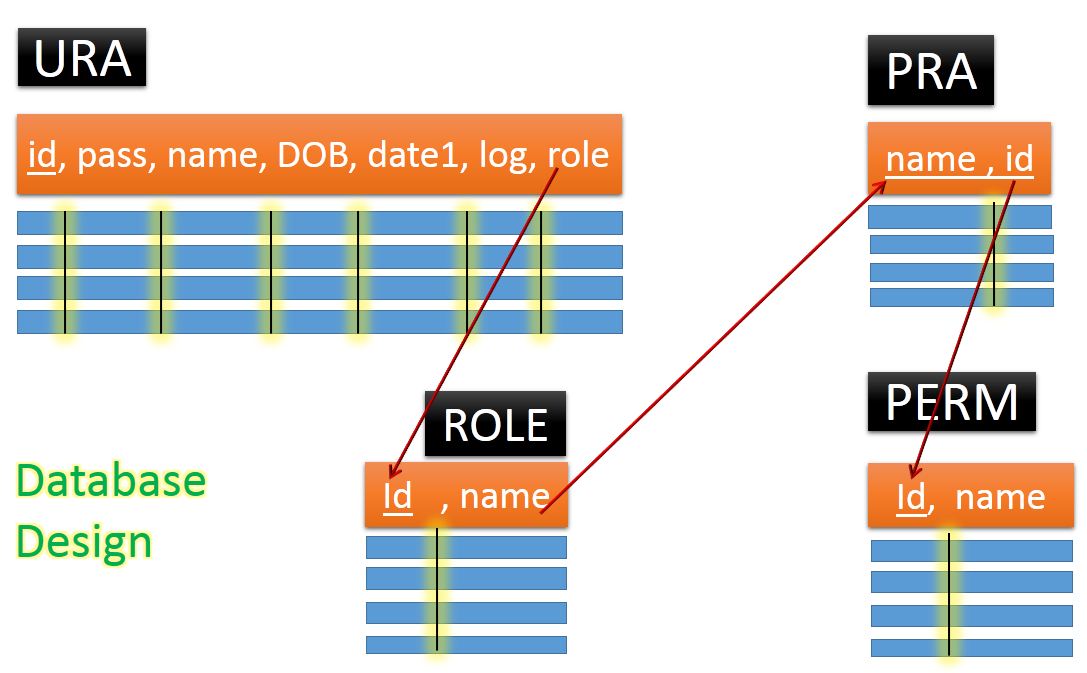 URA
id, pass, name, DOB, date1, log, role
PRA
name , id
ROLE
Id , name
PERM
Id, name
Database
Design